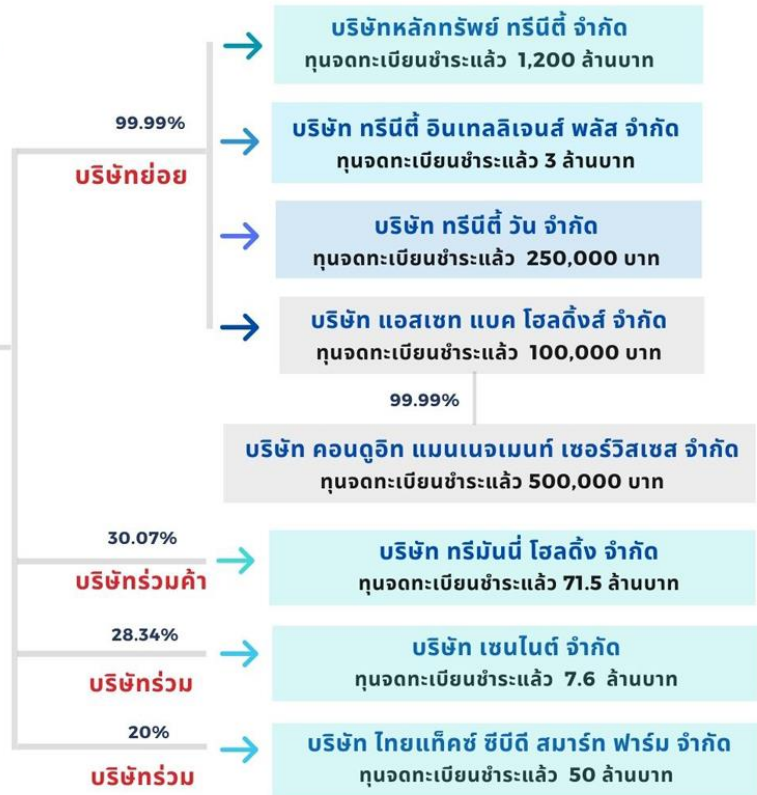 บริษัทหลักทรัพย์ ทรีนีตี้ จำกัด
ทุนจดทะเบียนชำระแล้ว 1,200 ล้านบาท
99.99%
บริษัทย่อย
บริษัท ทรีนีตี้ อินเทลลิเจนส์ พลัส จำกัด
ทุนจดทะเบียนชำระแล้ว 3 ล้านบาท
บริษัท ทรีนีตี้ วัน จำกัด
ทุนจดทะเบียนชำระแล้ว 250,000 บาท
บริษัท แอสเซท แบค โฮลดิ้งส์ จำกัด
ทุนจดทะเบียนชำระแล้ว 100,000 บาท
99.99%
บริษัท คอนดูอิท แมนเนจเมนท์ เซอร์วิสเซส จำกัด
ทุนจดทะเบียนชำระแล้ว 500,000 บาท
30.07%
บริษัทร่วมค้า
บริษัท ทรีมันนี่ โฮลดิ้ง จำกัด
ทุนจดทะเบียนชำระแล้ว 71.5 ล้านบาท
28.34%
บริษัทร่วม
บริษัท เซนไนต์ จำกัด
ทุนจดทะเบียนชำระแล้ว 7.6 ล้านบาท
20%
บริษัทร่วม
บริษัท ไทยแท็คซ์ ซีบีดี สมาร์ท ฟาร์ม จำกัด
ทุนจดทะเบียนชำระแล้ว 50 ล้านบาท